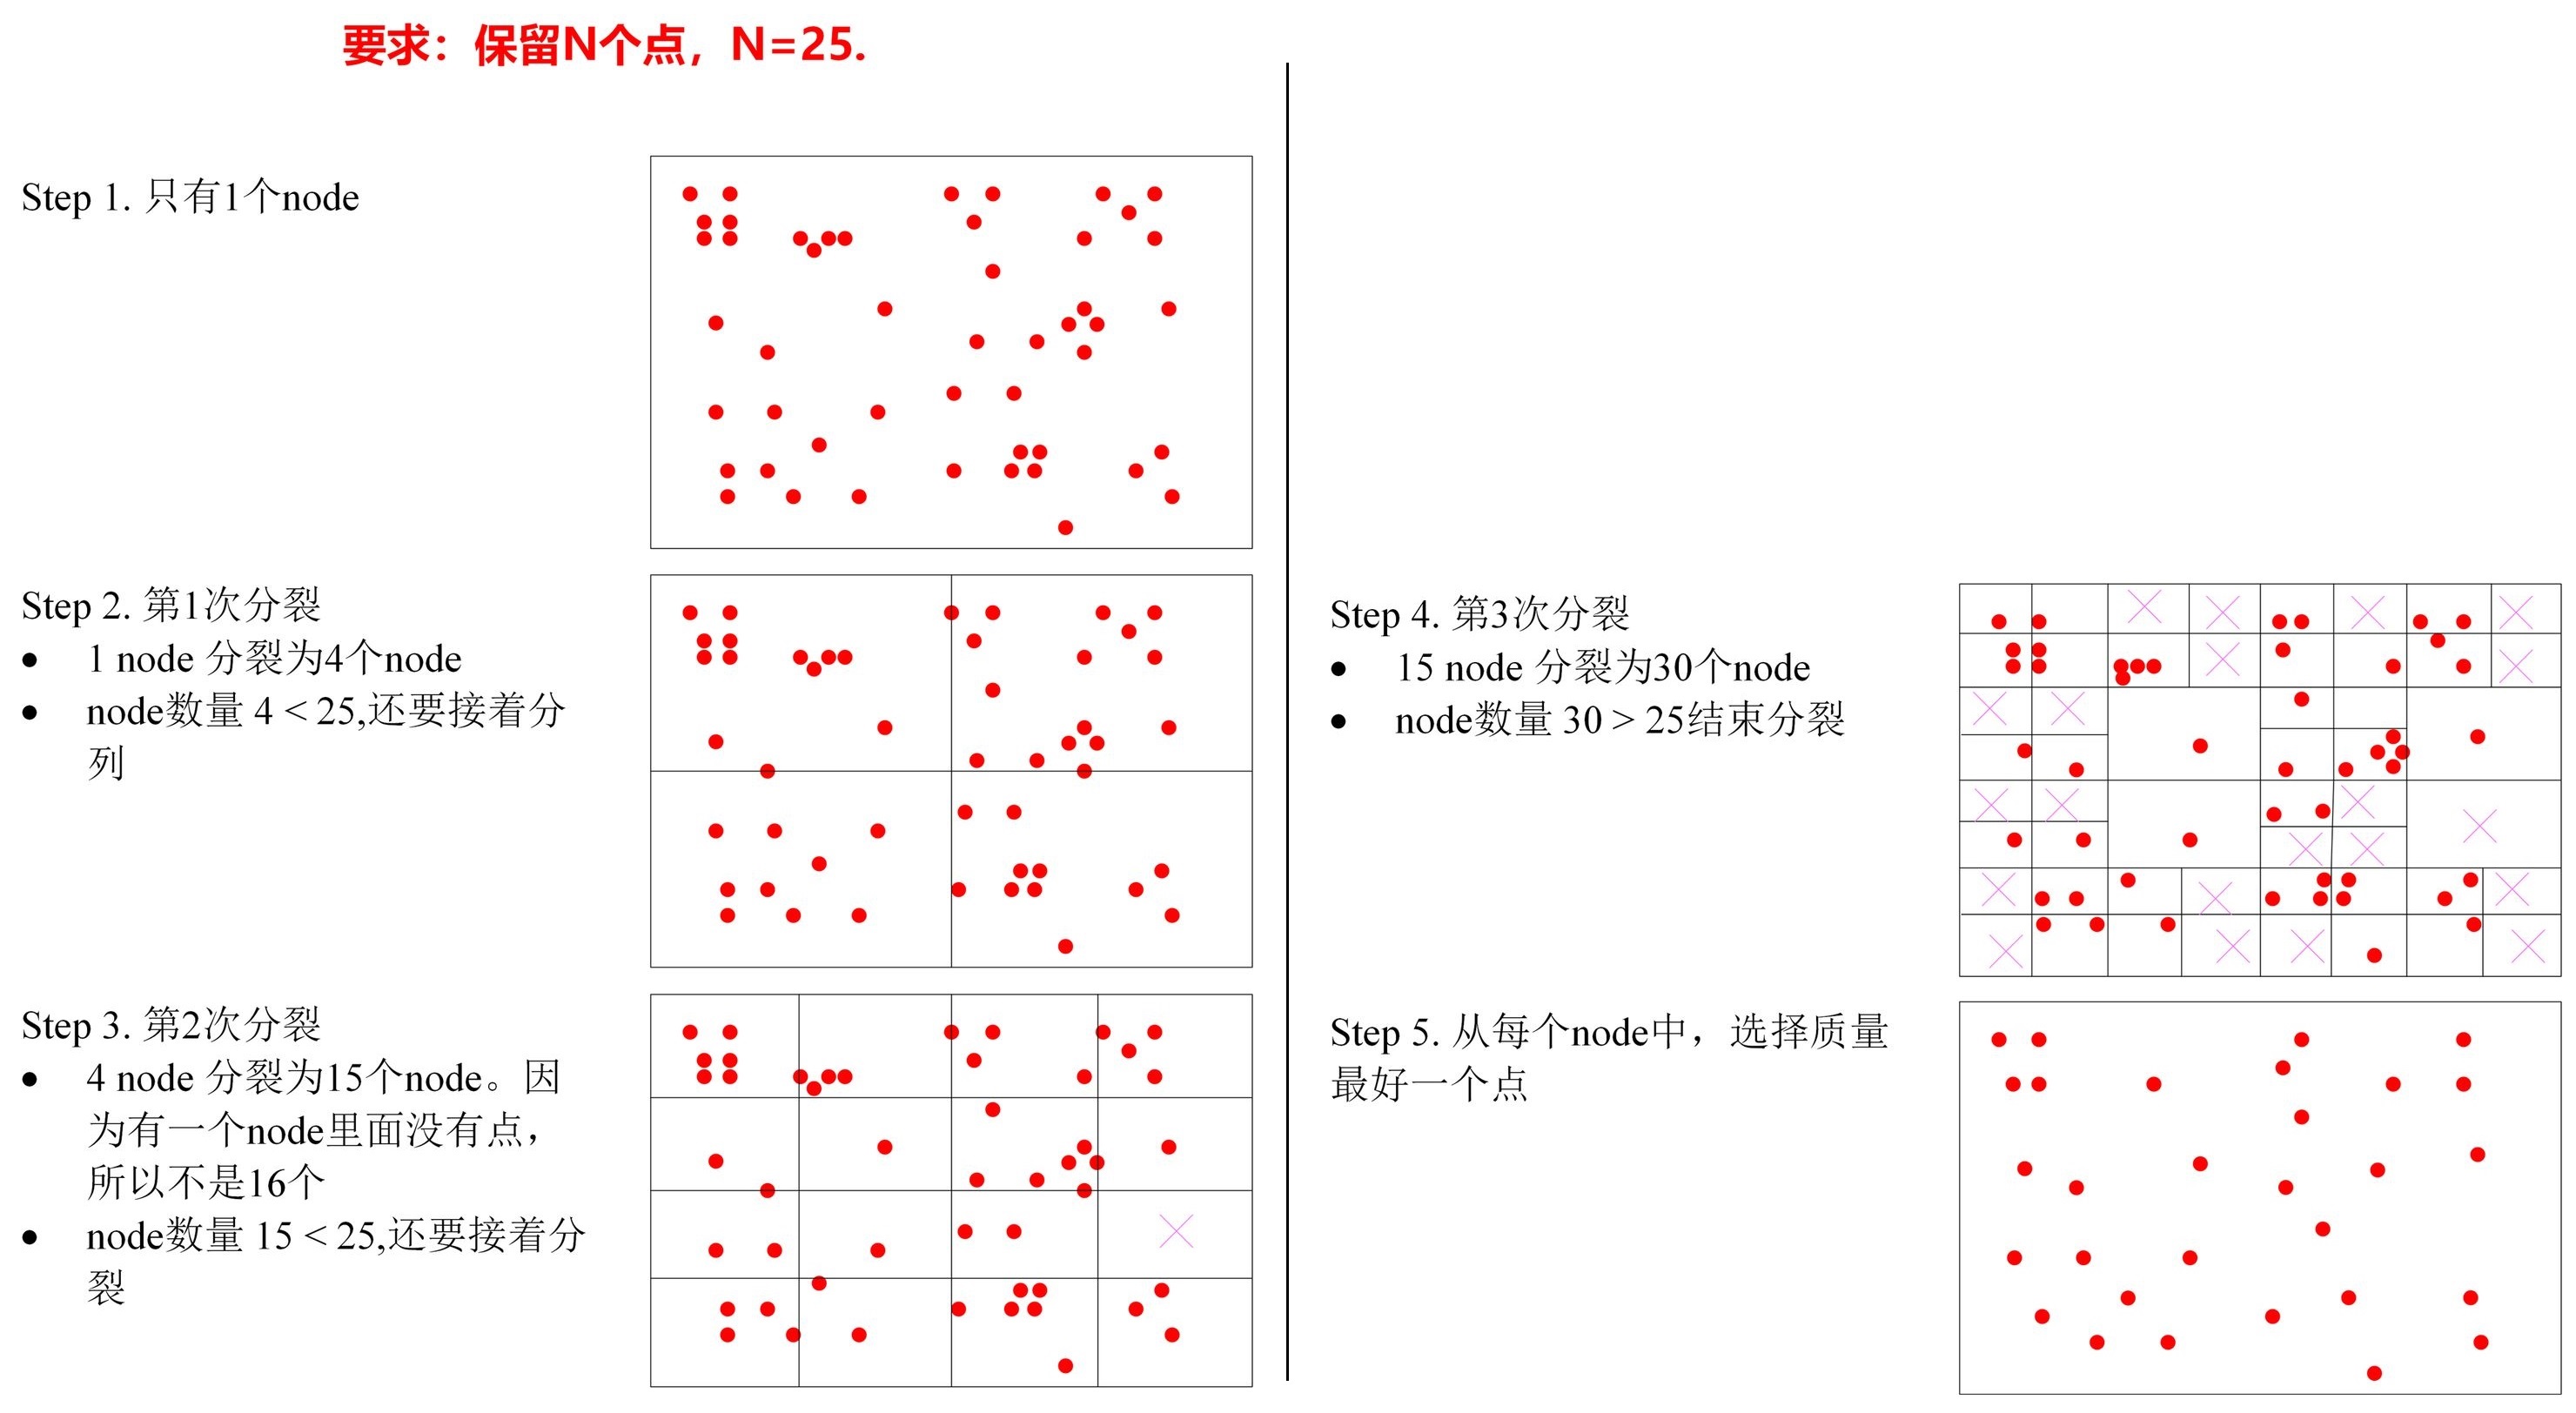 要求：保留N个点，N=25.
Step 1. 只有1个node
Step 2. 第1次分裂
● 1 node 分裂为4个node
● node数量 4 < 25,还要接着分
列
Step 3. 第2次分裂
● 4 node 分裂为15个node。因
为有一个node里面没有点，
所以不是16个
● node数量 15 < 25,还要接着分
裂
Step 4. 第3次分裂
● 15 node 分裂为30个node
● node数量 30 > 25结束分裂
Step 5. 从每个node中，选择质量
最好一个点